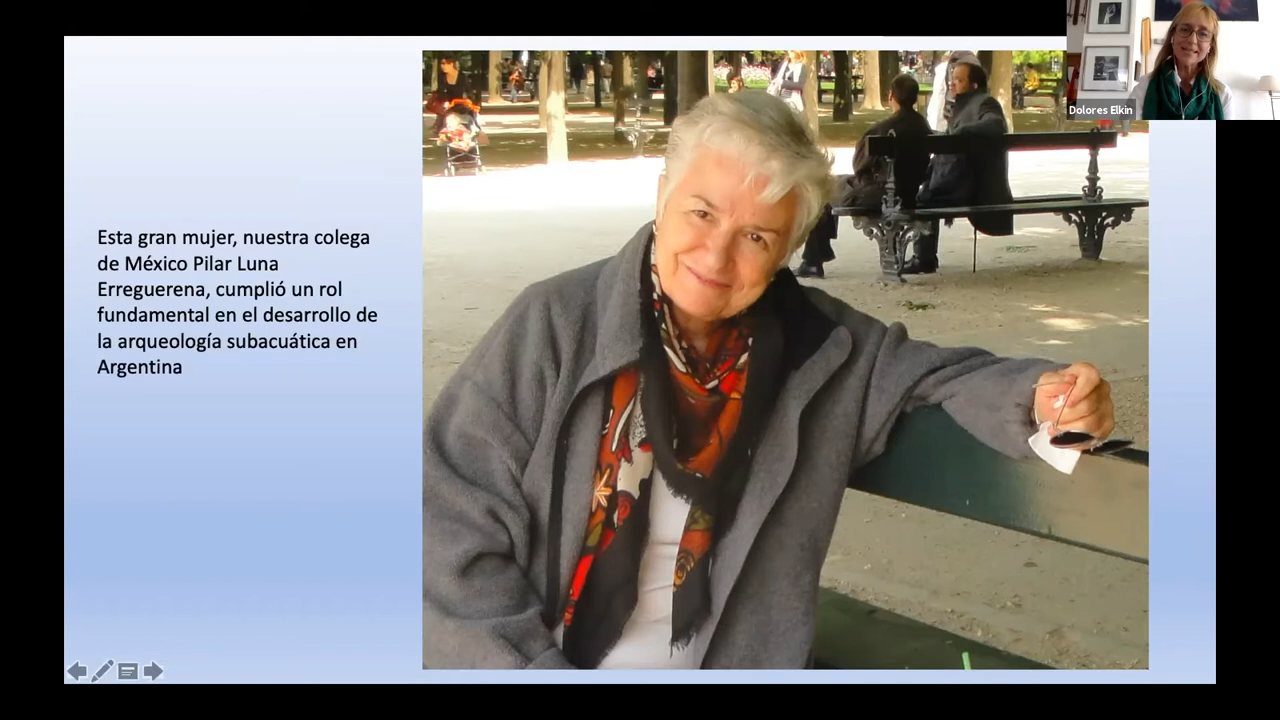 Dolores Elkin
Esta gran mujer, nuestra colega
de México Pilar Luna
Erreguerena, cumplió un rol
fundamental en el desarrollo de
la arqueología subacuática en
Argentina